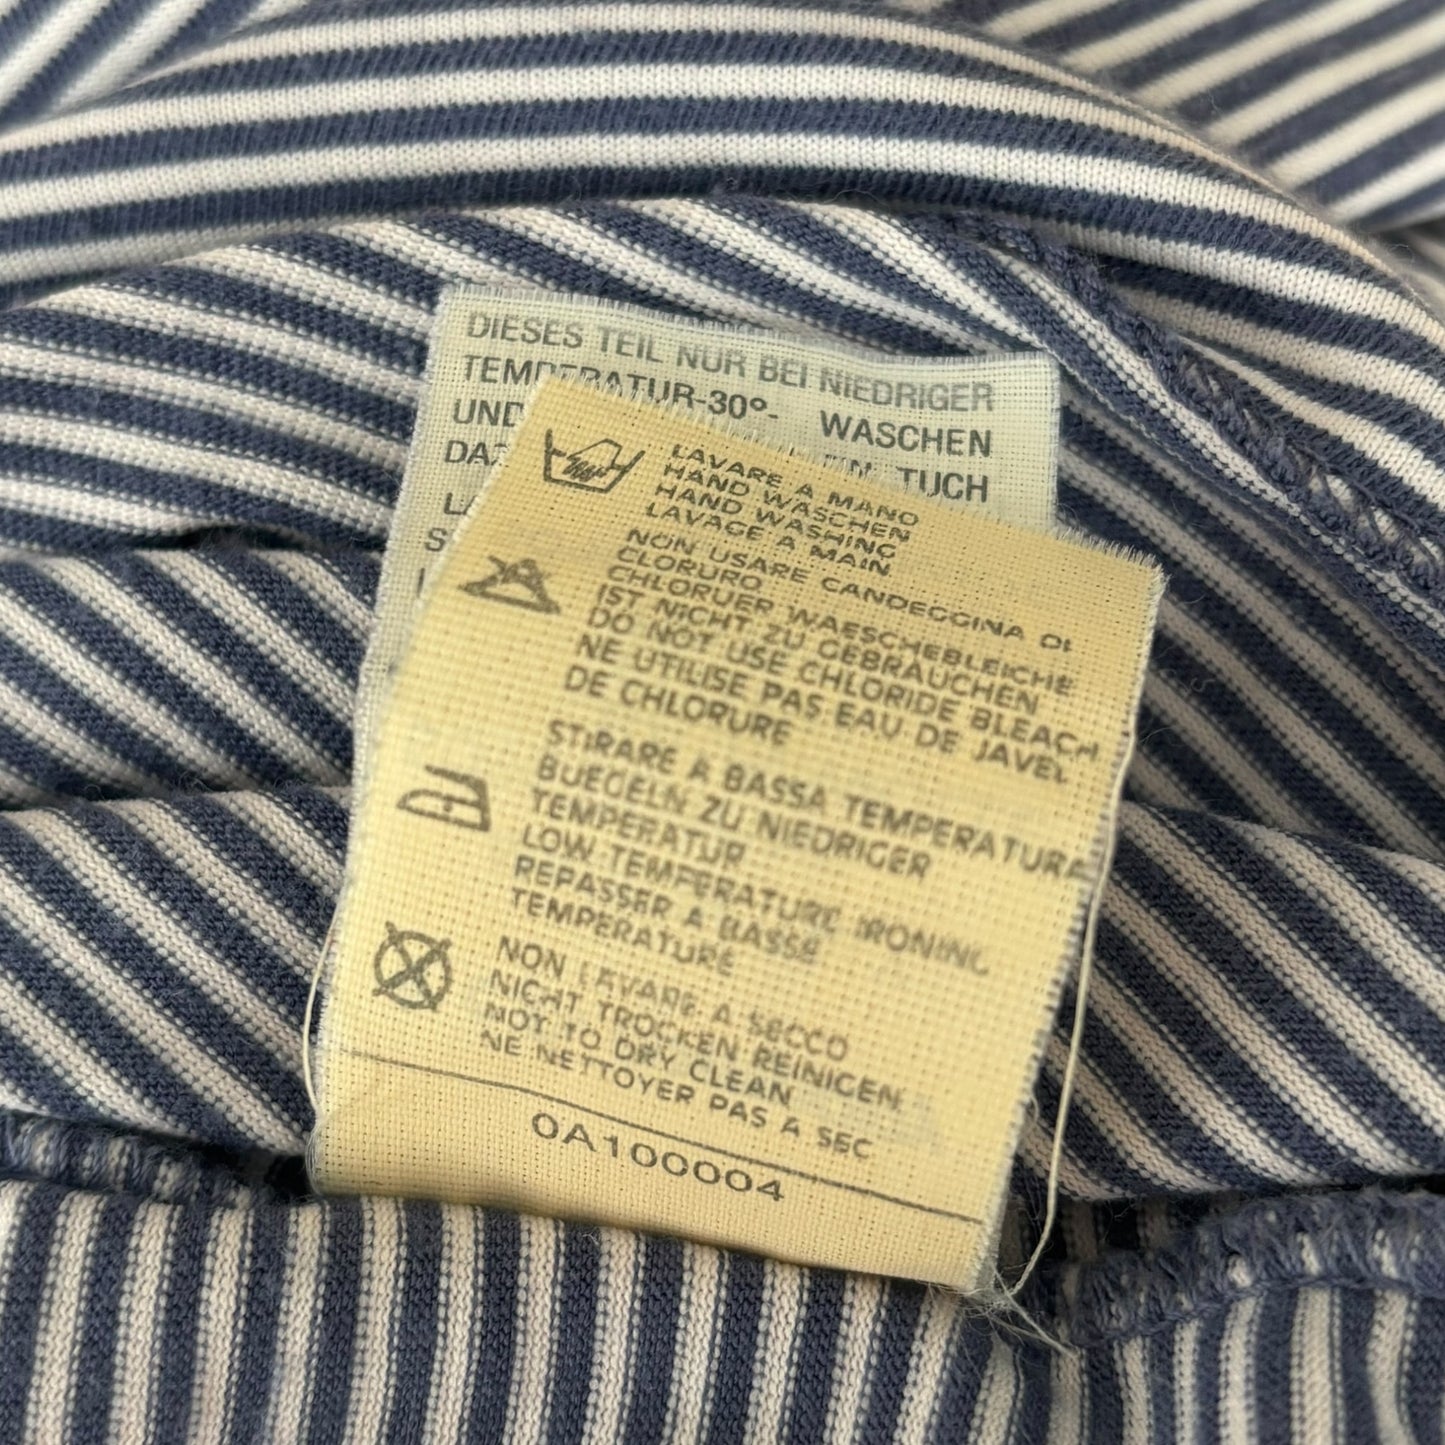 DIESES TEIL NUR BEI NIEDRIGER
TEMPERATUR-30°- WASCHEN
UND
TUCH
LAVARE A MANO
HAND WASCHEN
HAND WASHING
LAVAGE A MAIN
NON USARE CANDEGGINA DI
CLORURO
CHLORUER WAESCHEBLEICHE
IST NICHT ZU GEBRAUCHEN
DO NOT USE CHLORIDE BLEACH
NE UTILISE PAS EAU DE JAVEL
DE CHLORURE
STIRARE A BASSA TEMPERATURA
BUEGELN ZU NIEDRIGER
TEMPERATUR
LOW TEMPERATURE IRONING
REPASSER A BASSE
TEMPERATURE
NON LAVARE A SECCO
NICHT TROCKEN REINIGEN
NOT TO DRY CLEAN
NE NETTOYER PAS A SEC
0A100004